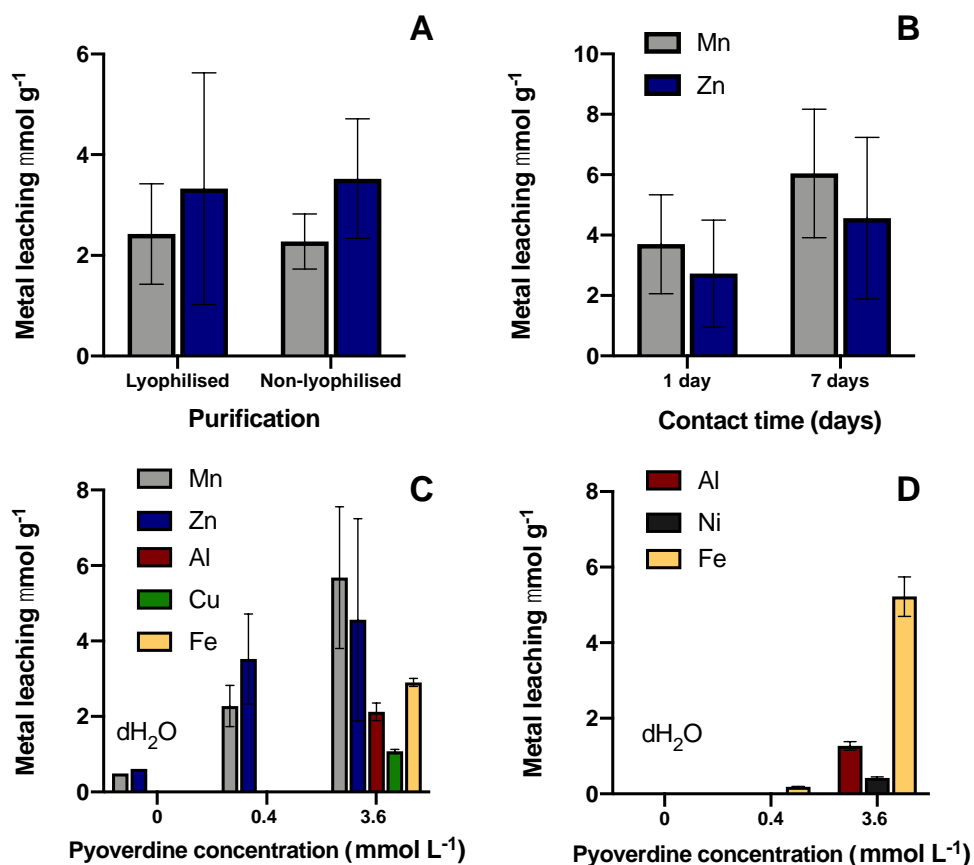 A
Metal leaching mmol g-1
6
4
2
0
Lyophilised Non-lyophilised
Purification
B
Mn
Zn
Metal leaching mmol g-1
10
8
6
4
2
0
1 day 7 days
Contact time (days)
C
Mn
Zn
Al
Cu
Fe
Metal leaching mmol g-1
8
6
4
2
0
dH2O
0 0.4 3.6
Pyoverdine concentration (mmol L-1)
D
Al
Ni
Fe
Metal leaching mmol g-1
8
6
4
2
0
dH2O
0 0.4 3.6
Pyoverdine concentration (mmol L-1)